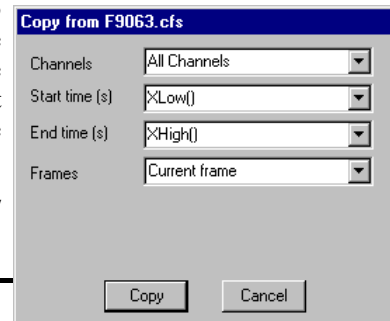 Copy from F9063.cfs
Channels All Channels
Start time (s) XLow()
End time (s) XHigh()
Frames Current frame
Copy Cancel